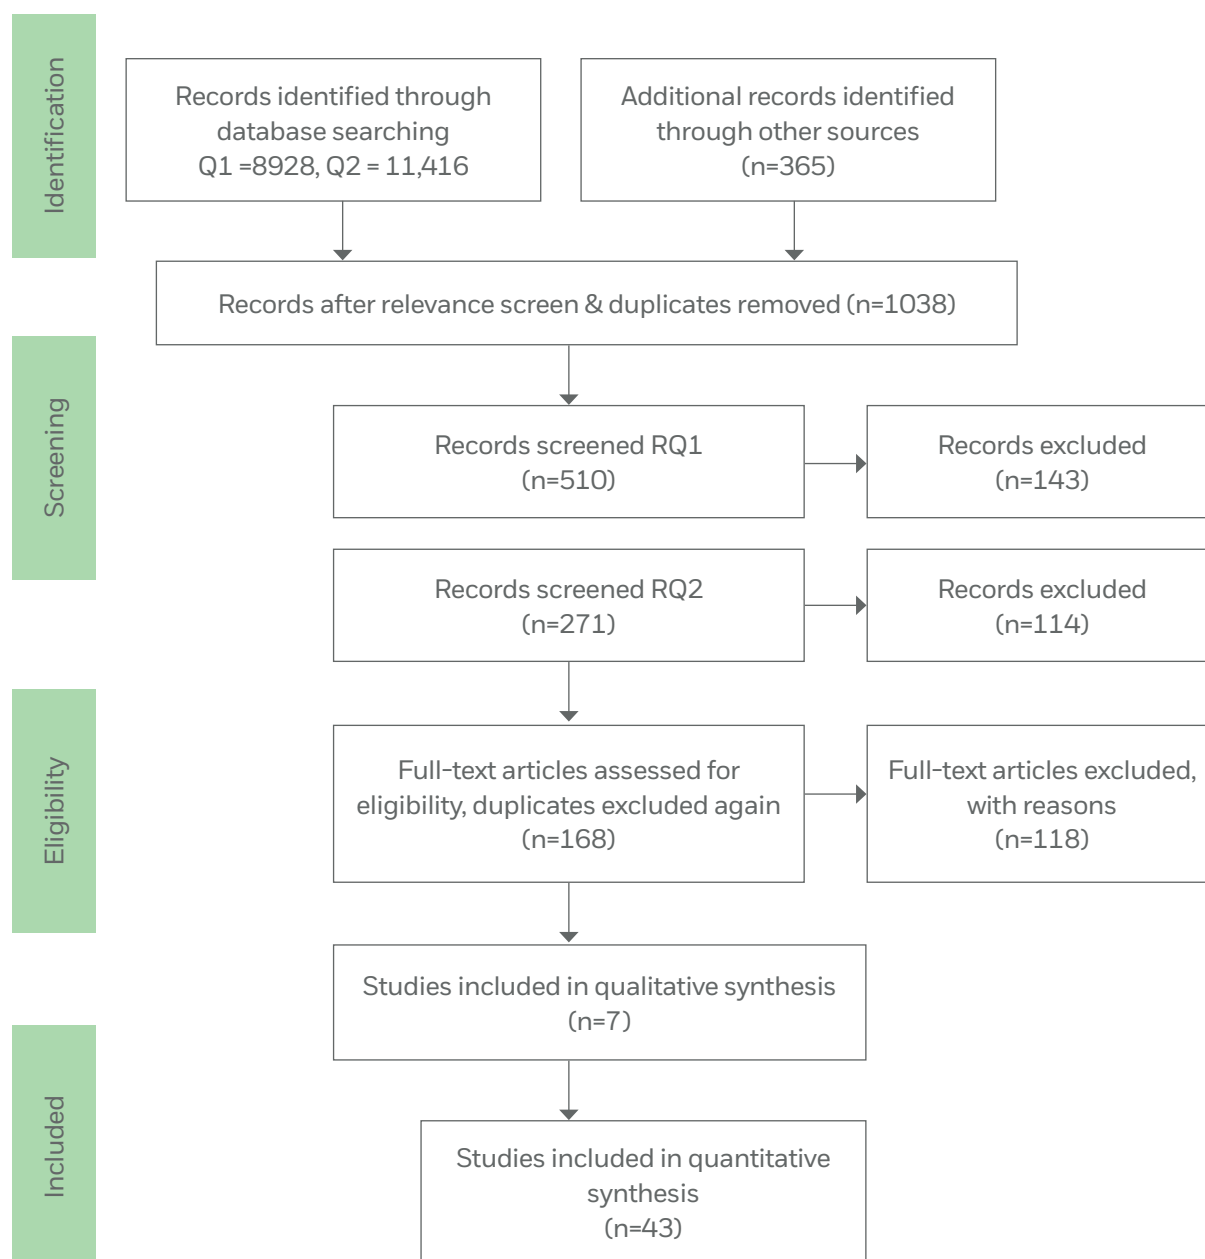 Identification
Records identified through
database searching
Q1 =8928, Q2 = 11,416
Additional records identified
through other sources
(n=365)
Records after relevance screen & duplicates removed (n=1038)
Screening
Records screened RQ1
(n=510)
Records excluded
(n=143)
Records screened RQ2
(n=271)
Records excluded
(n=114)
Eligibility
Full-text articles assessed for
eligibility, duplicates excluded again
(n=168)
Full-text articles excluded,
with reasons
(n=118)
Studies included in qualitative synthesis
(n=7)
Included
Studies included in quantitative
synthesis
(n=43)